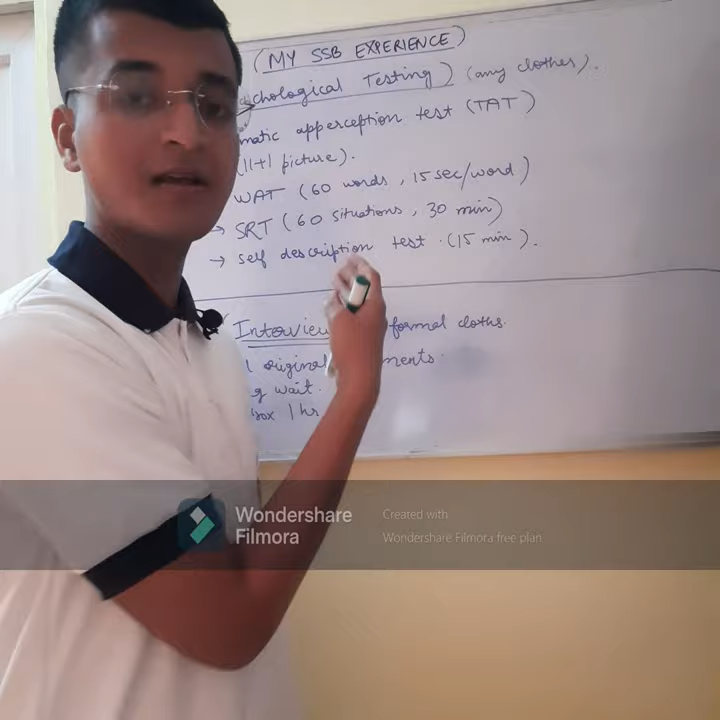 (MY SSB EXPERIENCE)
chological Testing) (any clothes).
matic apperception test (TAT)
(11+1 picture).
WAT (60 words, 15 sec/word)
→ SRT (60 situations, 30 min)
→ self description test. (15 min).
Interview formal cloths.
original ments.
wait.
1 hr
Wondershare
Filmora
Created with
Wondershare Filmora free plan